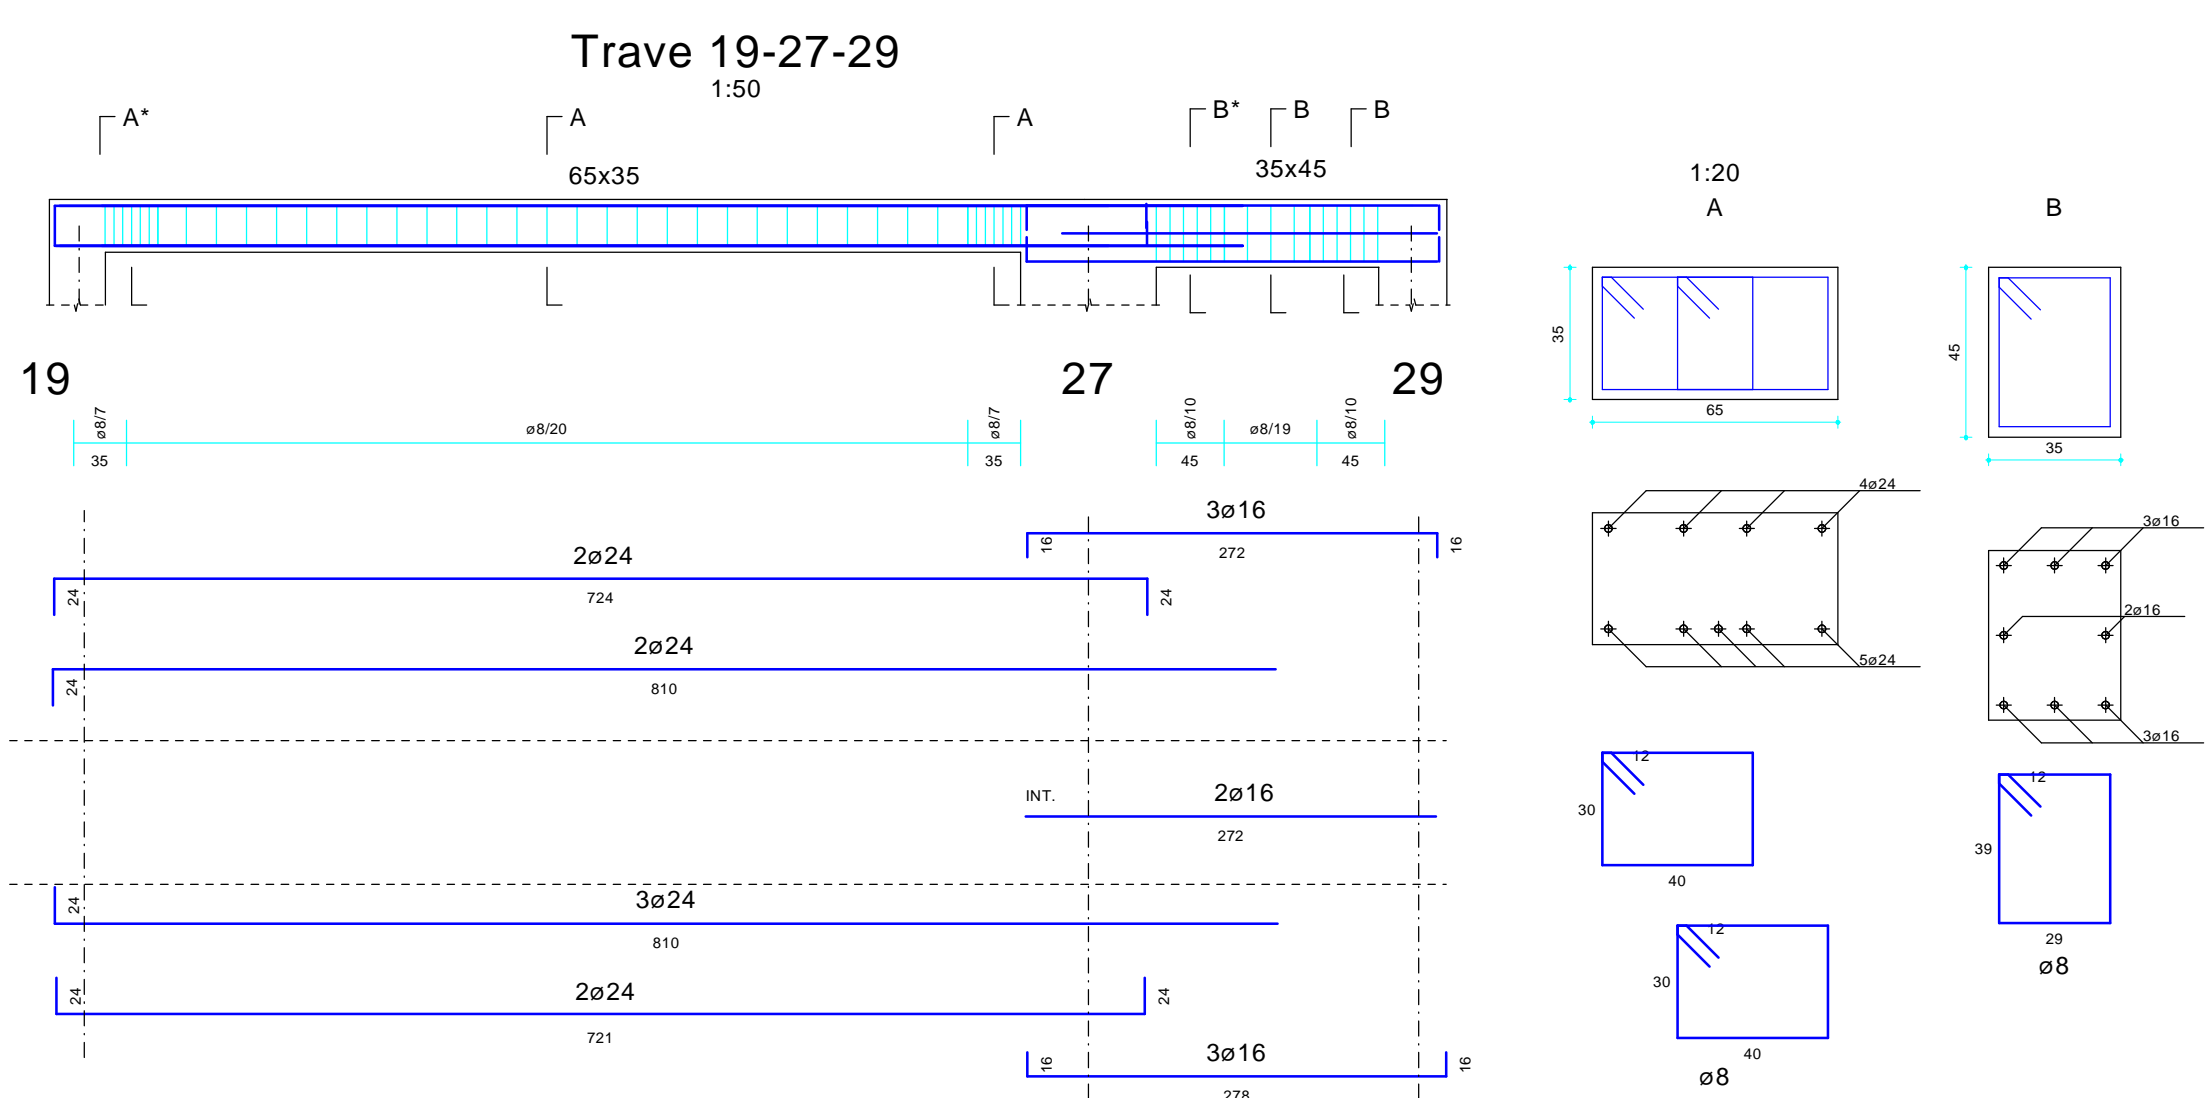 Trave 19-27-29
1:50
A*
A
A
B*
B
B
65x35
35x45
19
27
29
ø8/7
ø8/20
ø8/7
ø8/10
ø8/19
ø8/10
35
35
45
45
3ø16
16
272
16
2ø24
24
724
24
2ø24
24
810
INT.
2ø16
272
3ø24
24
810
2ø24
24
721
24
3ø16
16
278
16
1:20
A
B
35
65
45
35
4ø24
5ø24
3ø16
2ø16
3ø16
12
30
40
12
39
29
ø8
12
30
40
ø8